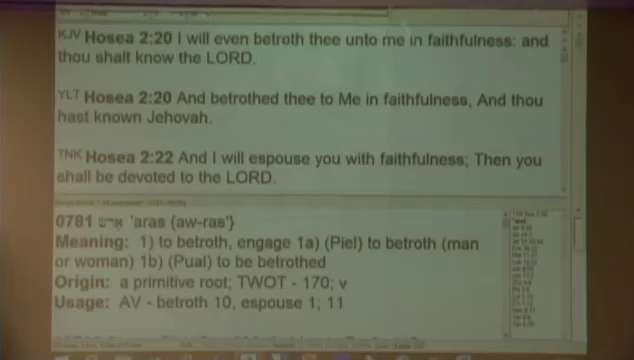 KJV Hosea 2:20 I will even betroth thee unto me in faithfulness: and
thou shalt know the LORD.
YLT Hosea 2:20 And betrothed thee to Me in faithfulness, And thou
hast known Jehovah.
TNK Hosea 2:22 And I will espouse you with faithfulness; Then you
shall be devoted to the LORD.
0781 ארש 'aras {aw-ras'}
Meaning: 1) to betroth, engage 1a) (Piel) to betroth (man
or woman) 1b) (Pual) to be betrothed
Origin: a primitive root; TWOT - 170; v
Usage: AV - betroth 10, espouse 1; 11